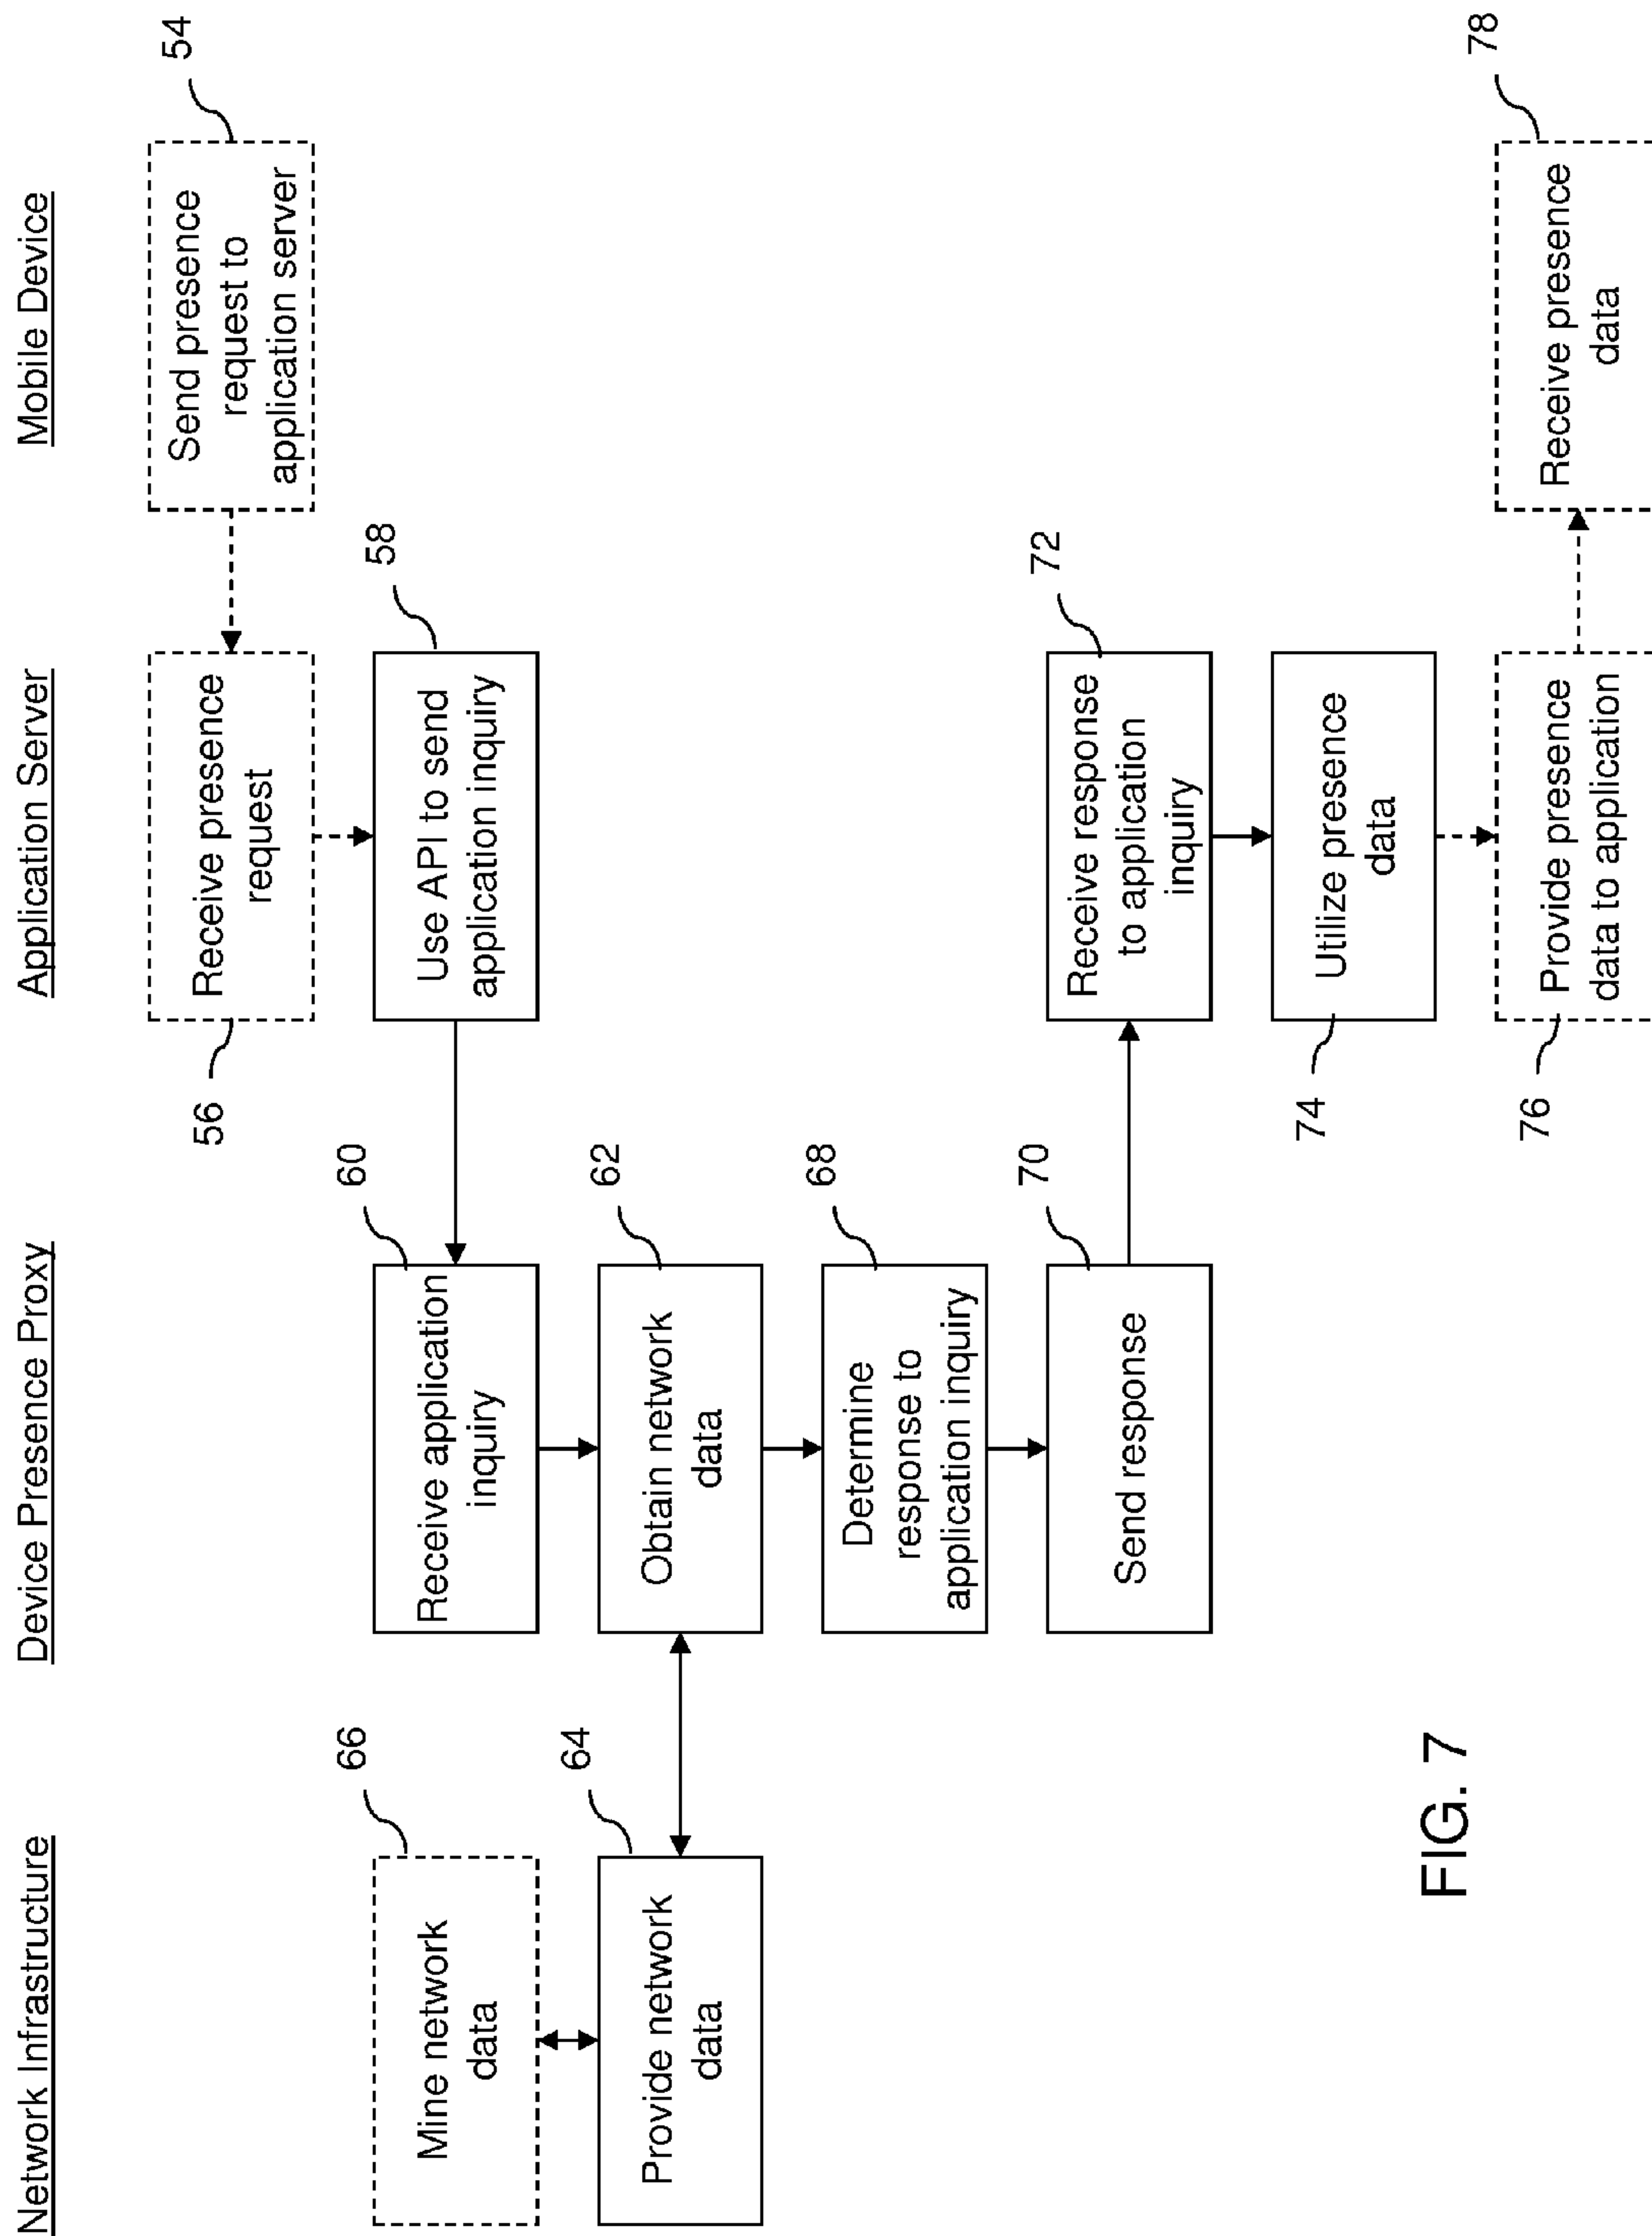 Network Infrastructure
Device Presence Proxy
Application Server
Mobile Device
54
Send presence
request to
application server
56
Receive presence
request
58
Use API to send
application inquiry
60
Receive application
inquiry
66
Mine network
data
62
Obtain network
data
64
Provide network
data
68
Determine
response to
application inquiry
70
Send response
72
Receive response
to application
inquiry
74
Utilize presence
data
76
Provide presence
data to application
78
Receive presence
data
FIG. 7